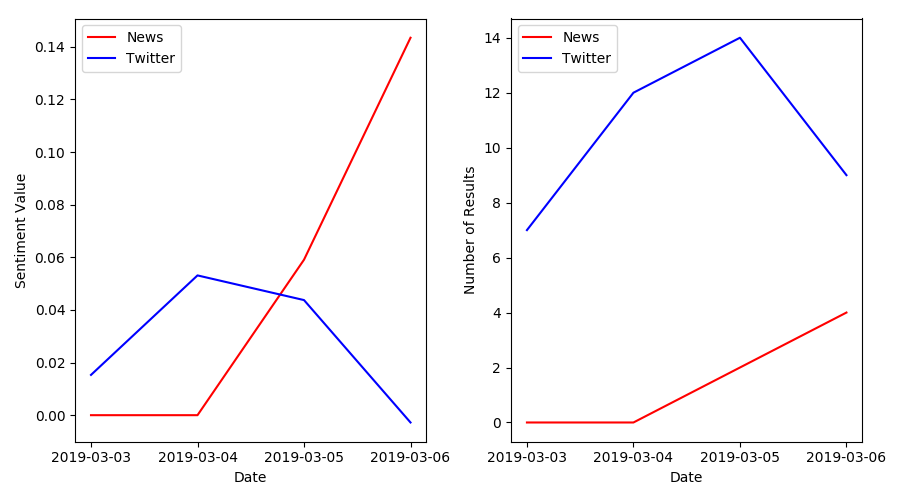 News
Twitter
0.14
0.12
0.10
0.08
0.06
0.04
0.02
0.00
Sentiment Value
2019-03-03 2019-03-04 2019-03-05 2019-03-06
Date
News
Twitter
14
12
10
8
6
4
2
0
Number of Results
2019-03-03 2019-03-04 2019-03-05 2019-03-06
Date